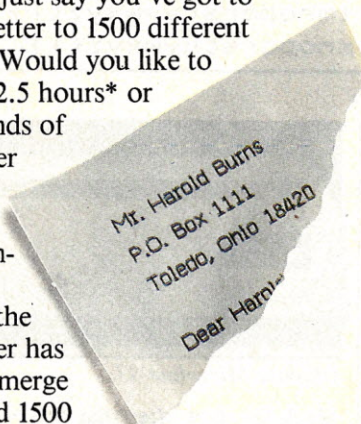 just say you've got to
etter to 1500 different
Would you like to
2.5 hours* or
nds of
er
n-
the
er has
merge
d 1500
Mr. Harold Burns
P.O. Box 1111
Toledo, Ohio 18420
Dear Harol